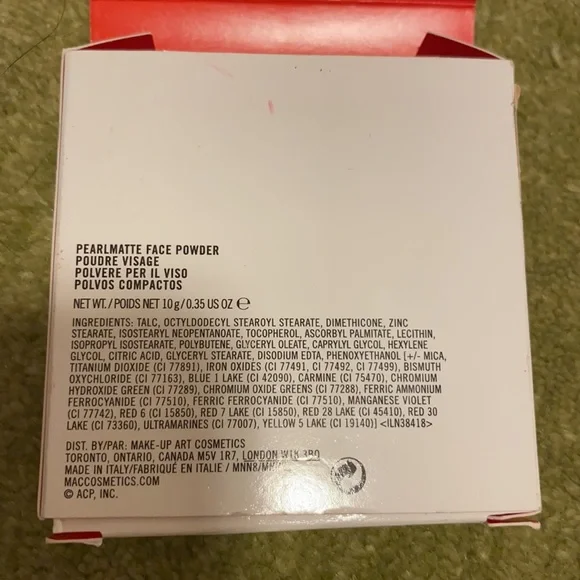 PEARLMATTE FACE POWDER
POUDRE VISAGE
POLVERE PER IL VISO
POLVOS COMPACTOS
NET WT./POIDS NET 10 g/0.35 US OZ ℮
INGREDIENTS: TALC, OCTYLDODECYL STEAROYL STEARATE, DIMETHICONE, ZINC
STEARATE, ISOSTEARYL NEOPENTANOATE, TOCOPHEROL, ASCORBYL PALMITATE, LECITHIN,
ISOPROPYL ISOSTEARATE, POLYBUTENE, GLYCERYL OLEATE, CAPRYLYL GLYCOL, HEXYLENE
GLYCOL, CITRIC ACID, GLYCERYL STEARATE, DISODIUM EDTA, PHENOXYETHANOL [+/- MICA,
TITANIUM DIOXIDE (CI 77891), IRON OXIDES (CI 77491, CI 77492, CI 77499), BISMUTH
OXYCHLORIDE (CI 77163), BLUE 1 LAKE (CI 42090), CARMINE (CI 75470), CHROMIUM
HYDROXIDE GREEN (CI 77289), CHROMIUM OXIDE GREENS (CI 77288), FERRIC AMMONIUM
FERROCYANIDE (CI 77510), FERRIC FERROCYANIDE (CI 77510), MANGANESE VIOLET
(CI 77742), RED 6 (CI 15850), RED 7 LAKE (CI 15850), RED 28 LAKE (CI 45410), RED 30
LAKE (CI 73360), ULTRAMARINES (CI 77007), YELLOW 5 LAKE (CI 19140)] <ILN38418>
DIST. BY/PAR: MAKE-UP ART COSMETICS
TORONTO, ONTARIO, CANADA M5V 1R7, LONDON W1K 3BQ
MADE IN ITALY/FABRIQUÉ EN ITALIE / MNN8/
MACCOSMETICS.COM
© ACP, INC.